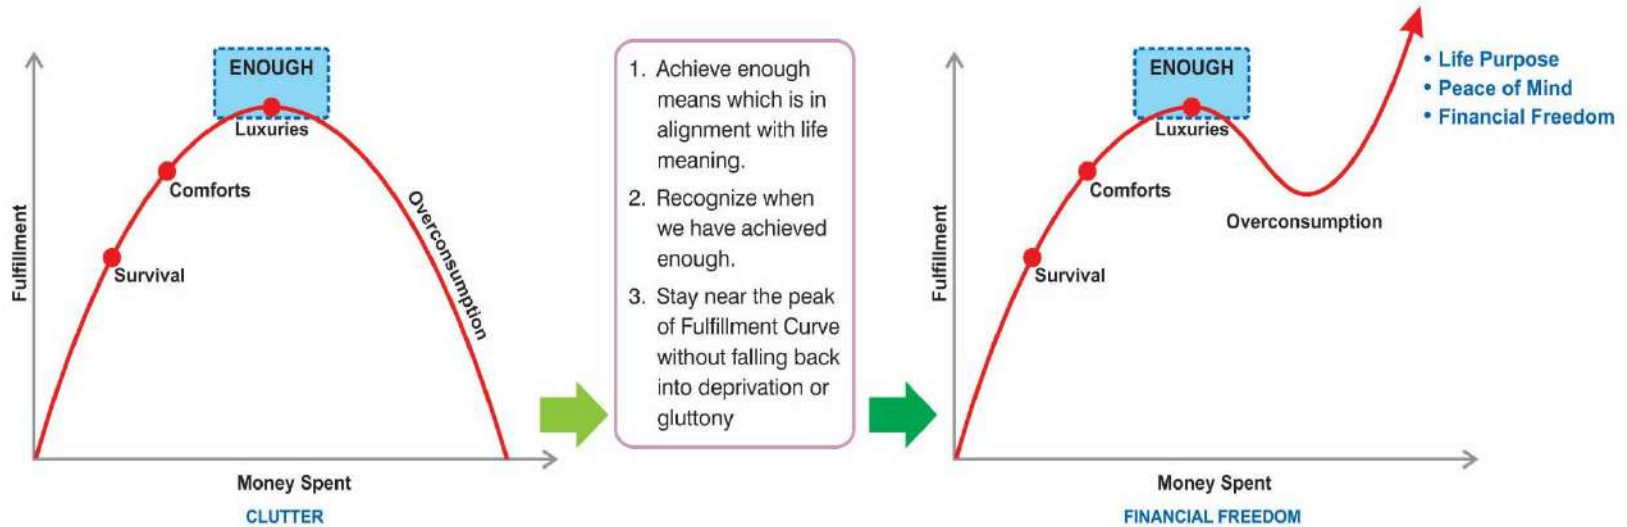 ENOUGH
Luxuries
Comforts
Survival
Overconsumption
Fulfillment
Money Spent
CLUTTER
1. Achieve enough
means which is in
alignment with life
meaning.
2. Recognize when
we have achieved
enough.
3. Stay near the peak
of Fulfillment Curve
without falling back
into deprivation or
gluttony
ENOUGH
Luxuries
Comforts
Survival
Overconsumption
• Life Purpose
• Peace of Mind
• Financial Freedom
Fulfillment
Money Spent
FINANCIAL FREEDOM